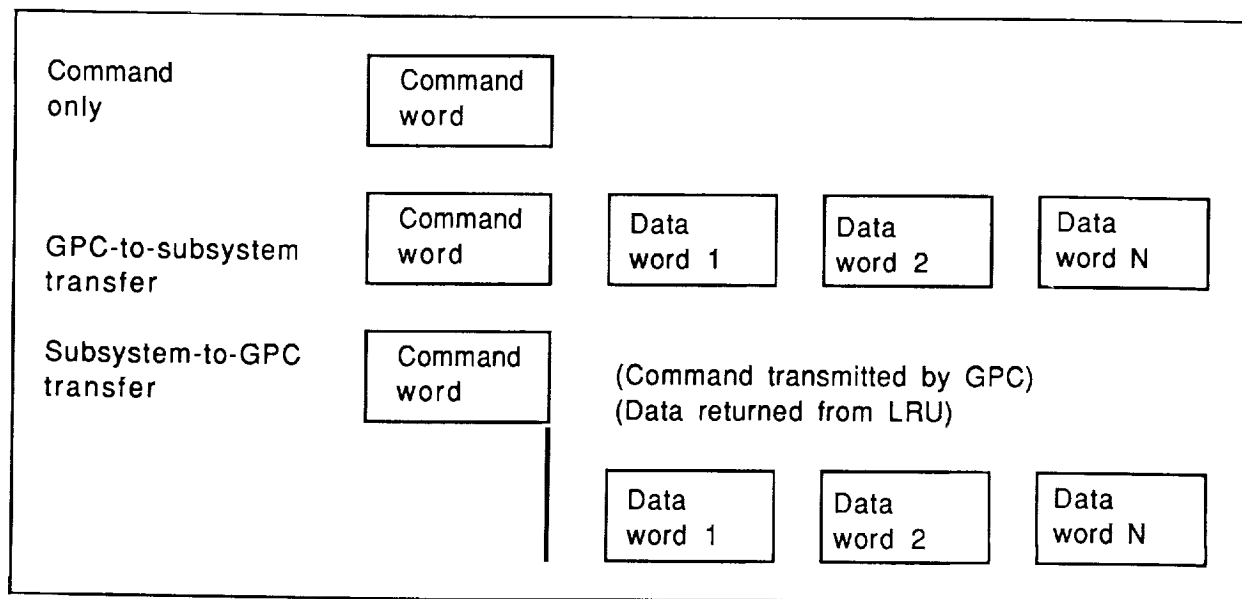 Command
only
Command
word
GPC-to-subsystem
transfer
Command
word
Data
word 1
Data
word 2
Data
word N
Subsystem-to-GPC
transfer
Command
word
(Command transmitted by GPC)
(Data returned from LRU)
Data
word 1
Data
word 2
Data
word N